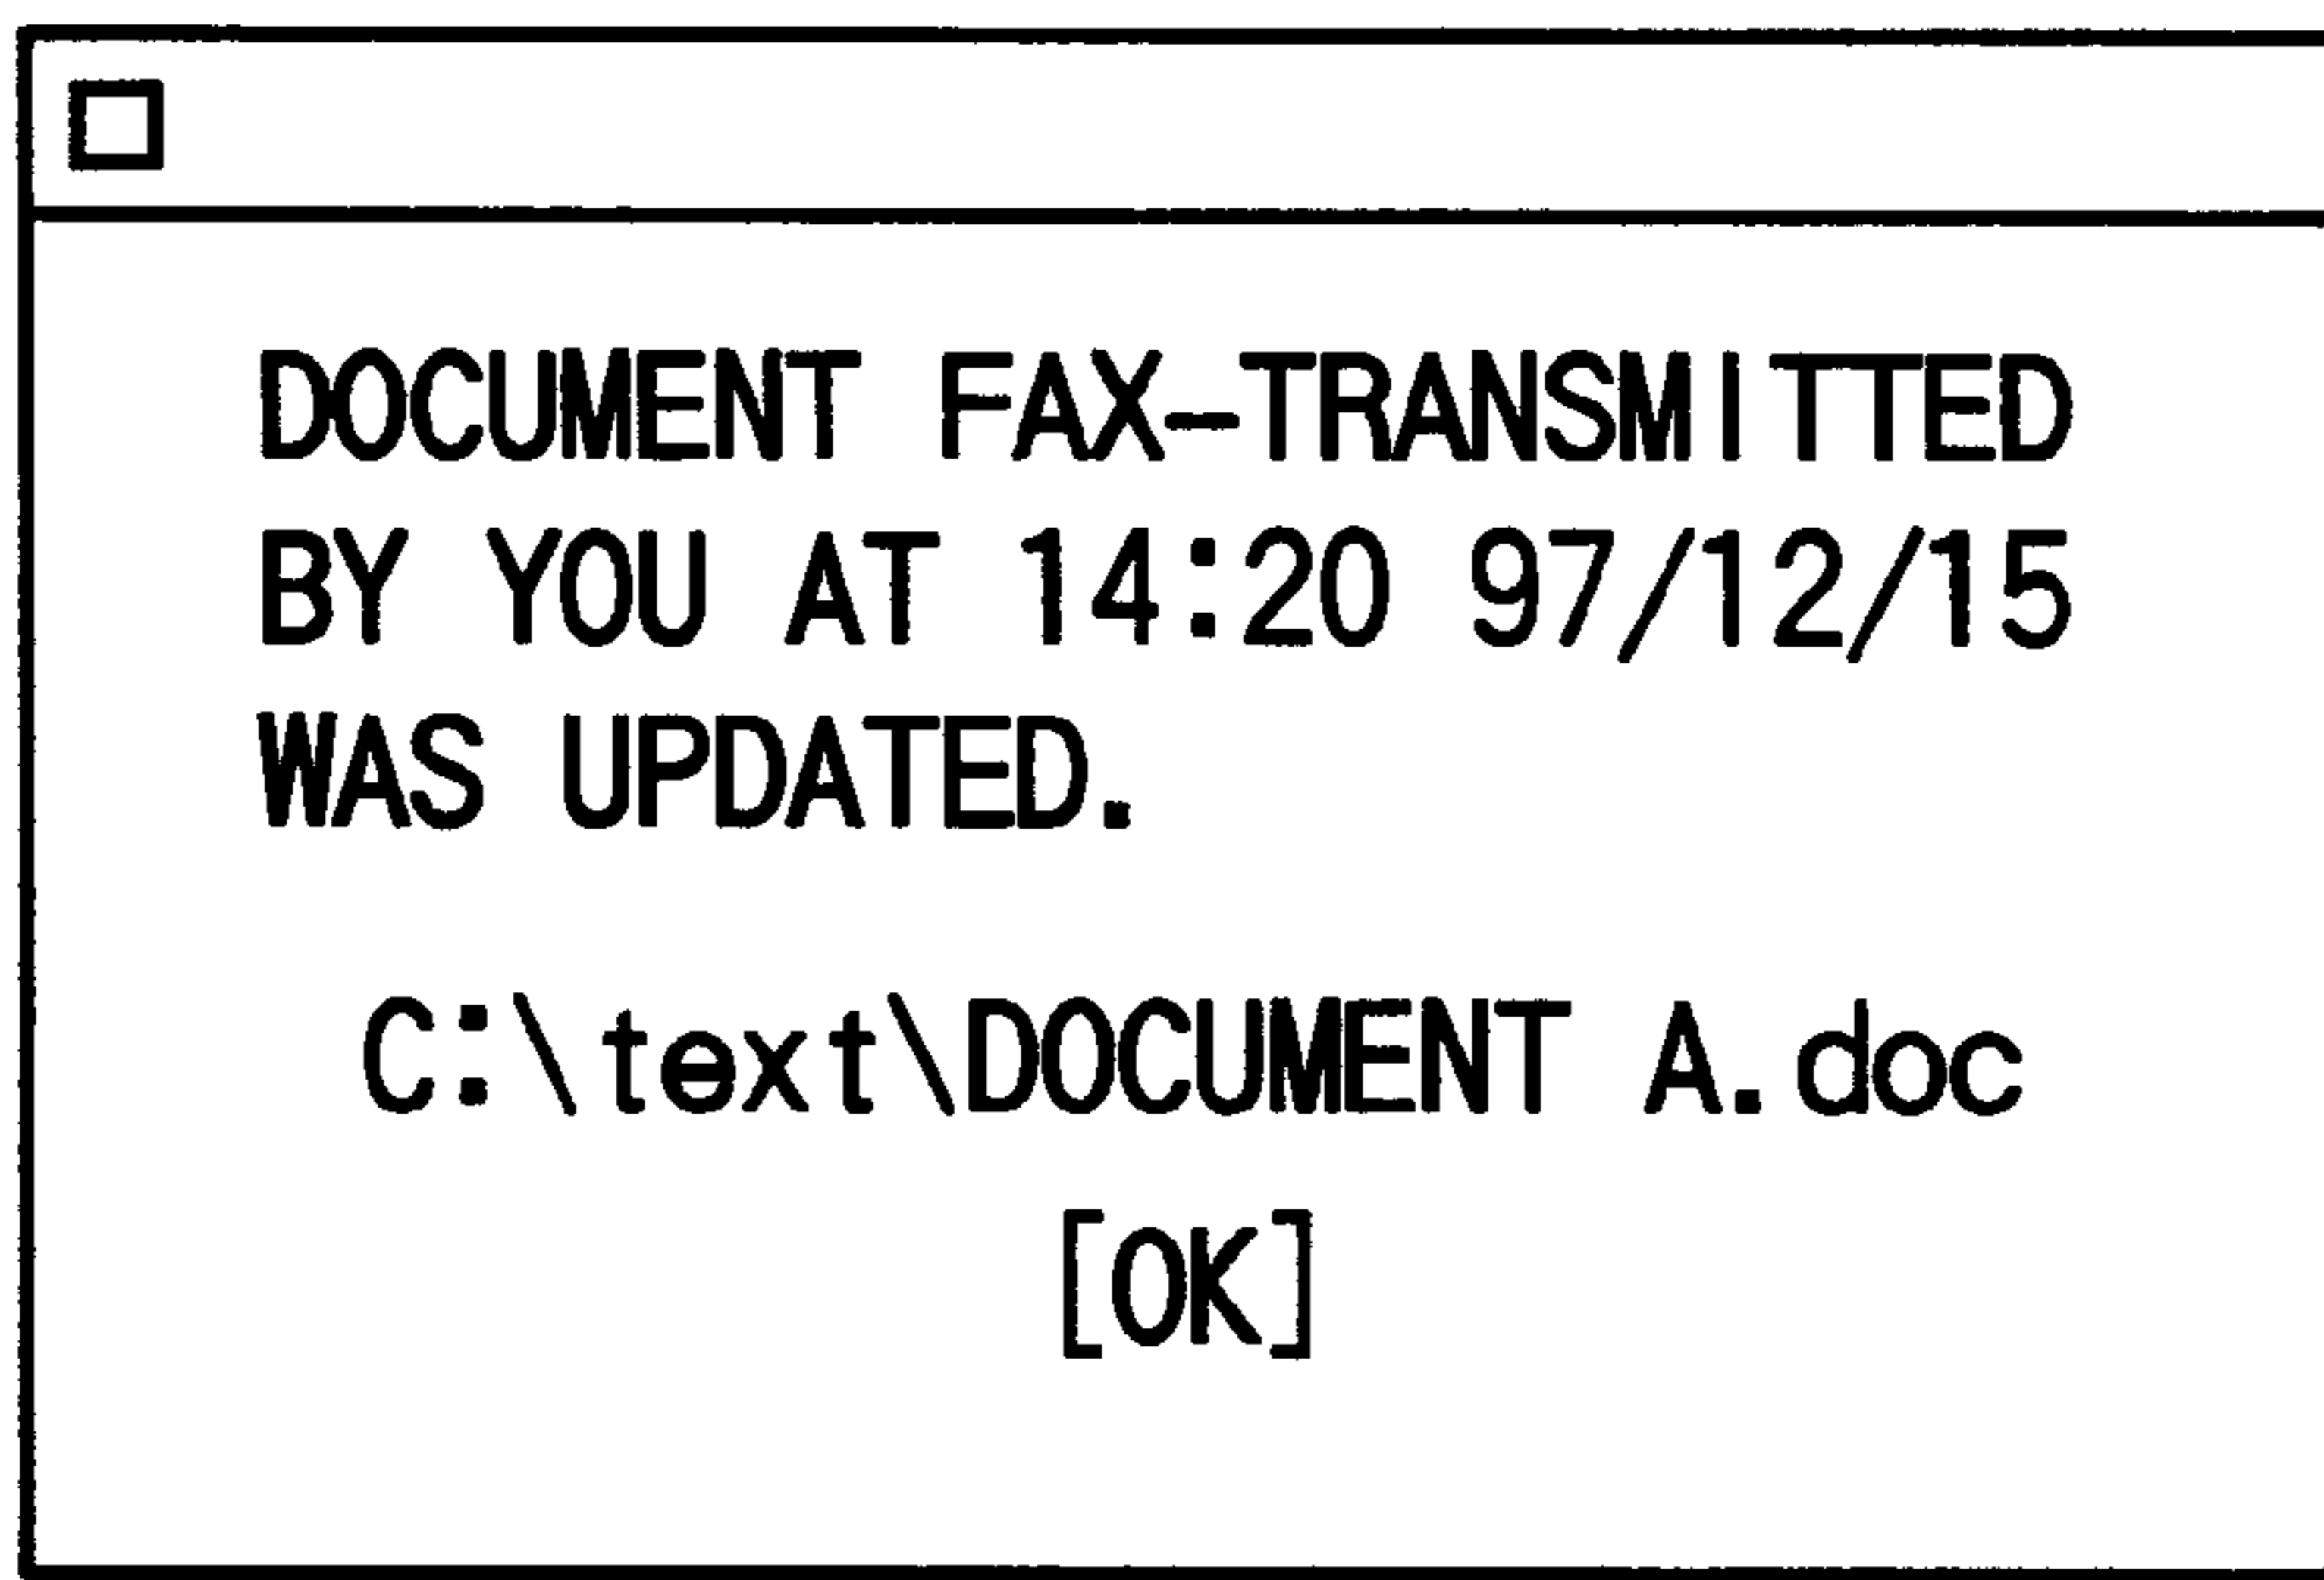 DOCUMENT FAX-TRANSMITTED
BY YOU AT 14:20 97/12/15
WAS UPDATED.
C:\text\DOCUMENT A.doc
[OK]